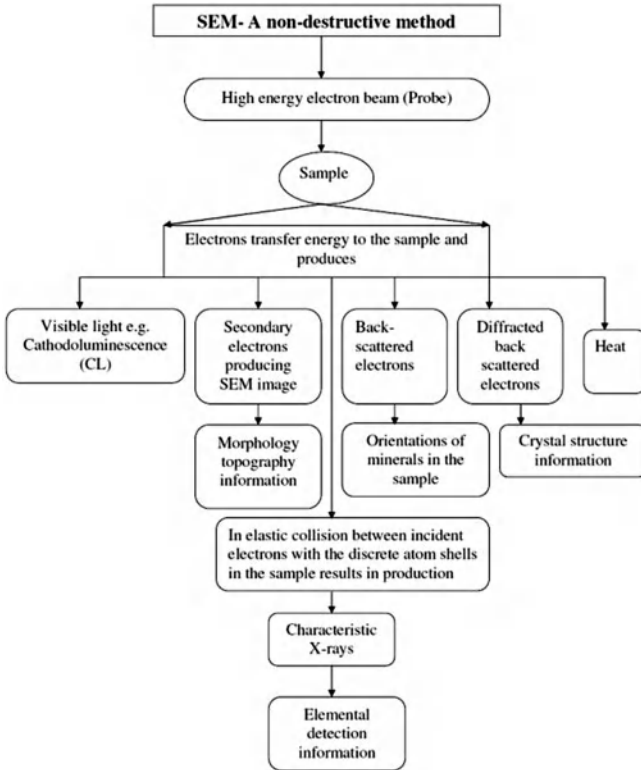 SEM- A non-destructive method
High energy electron beam (Probe)
Sample
Electrons transfer energy to the sample and
produces
Visible light e.g.
Cathodoluminescence
(CL)
Secondary
electrons
producing
SEM image
Back-
scattered
electrons
Diffracted
back
scattered
electrons
Heat
Morphology
topography
information
Orientations of
minerals in the
sample
Crystal structure
information
In elastic collision between incident
electrons with the discrete atom shells
in the sample results in production
Characteristic
X-rays
Elemental
detection
information